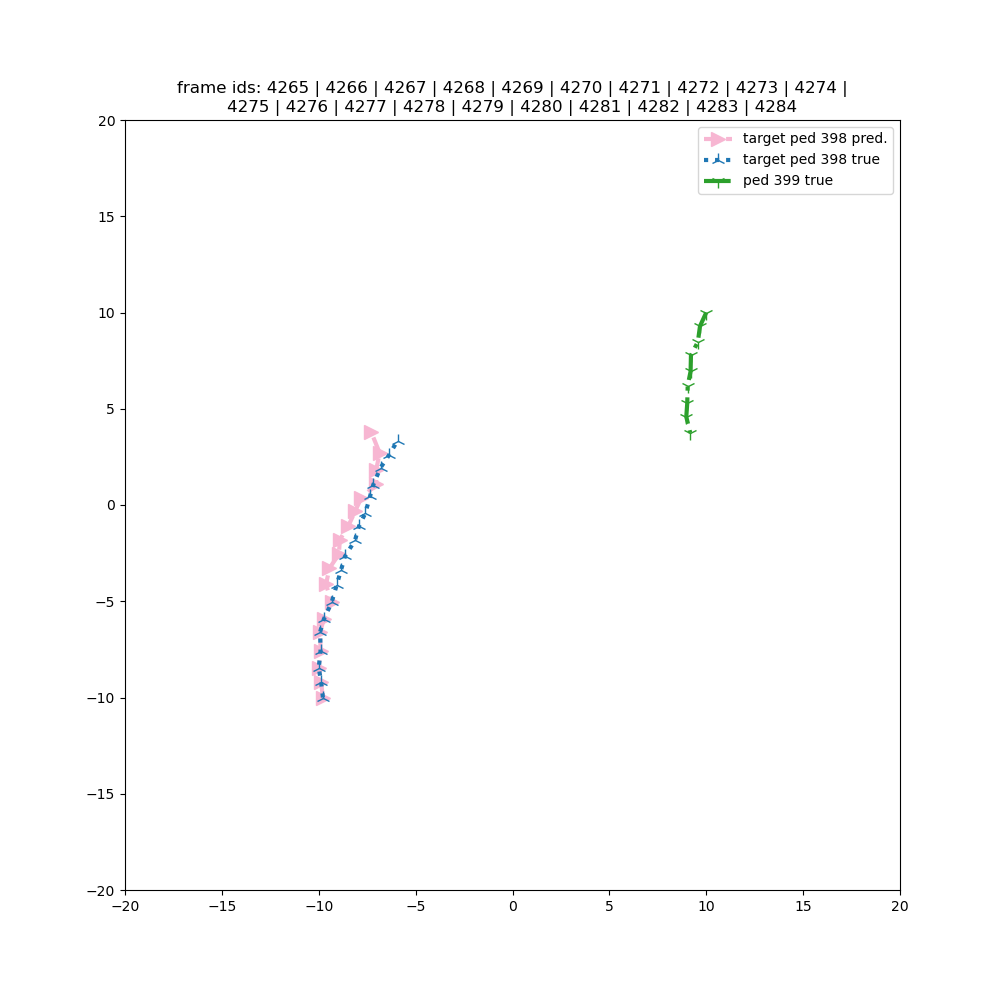 frame ids: 4265 | 4266 | 4267 | 4268 | 4269 | 4270 | 4271 | 4272 | 4273 | 4274 |
4275 | 4276 | 4277 | 4278 | 4279 | 4280 | 4281 | 4282 | 4283 | 4284
target ped 398 pred.
target ped 398 true
ped 399 true
20
15
10
5
0
−5
−10
−15
−20
−20 −15 −10 −5 0 5 10 15 20